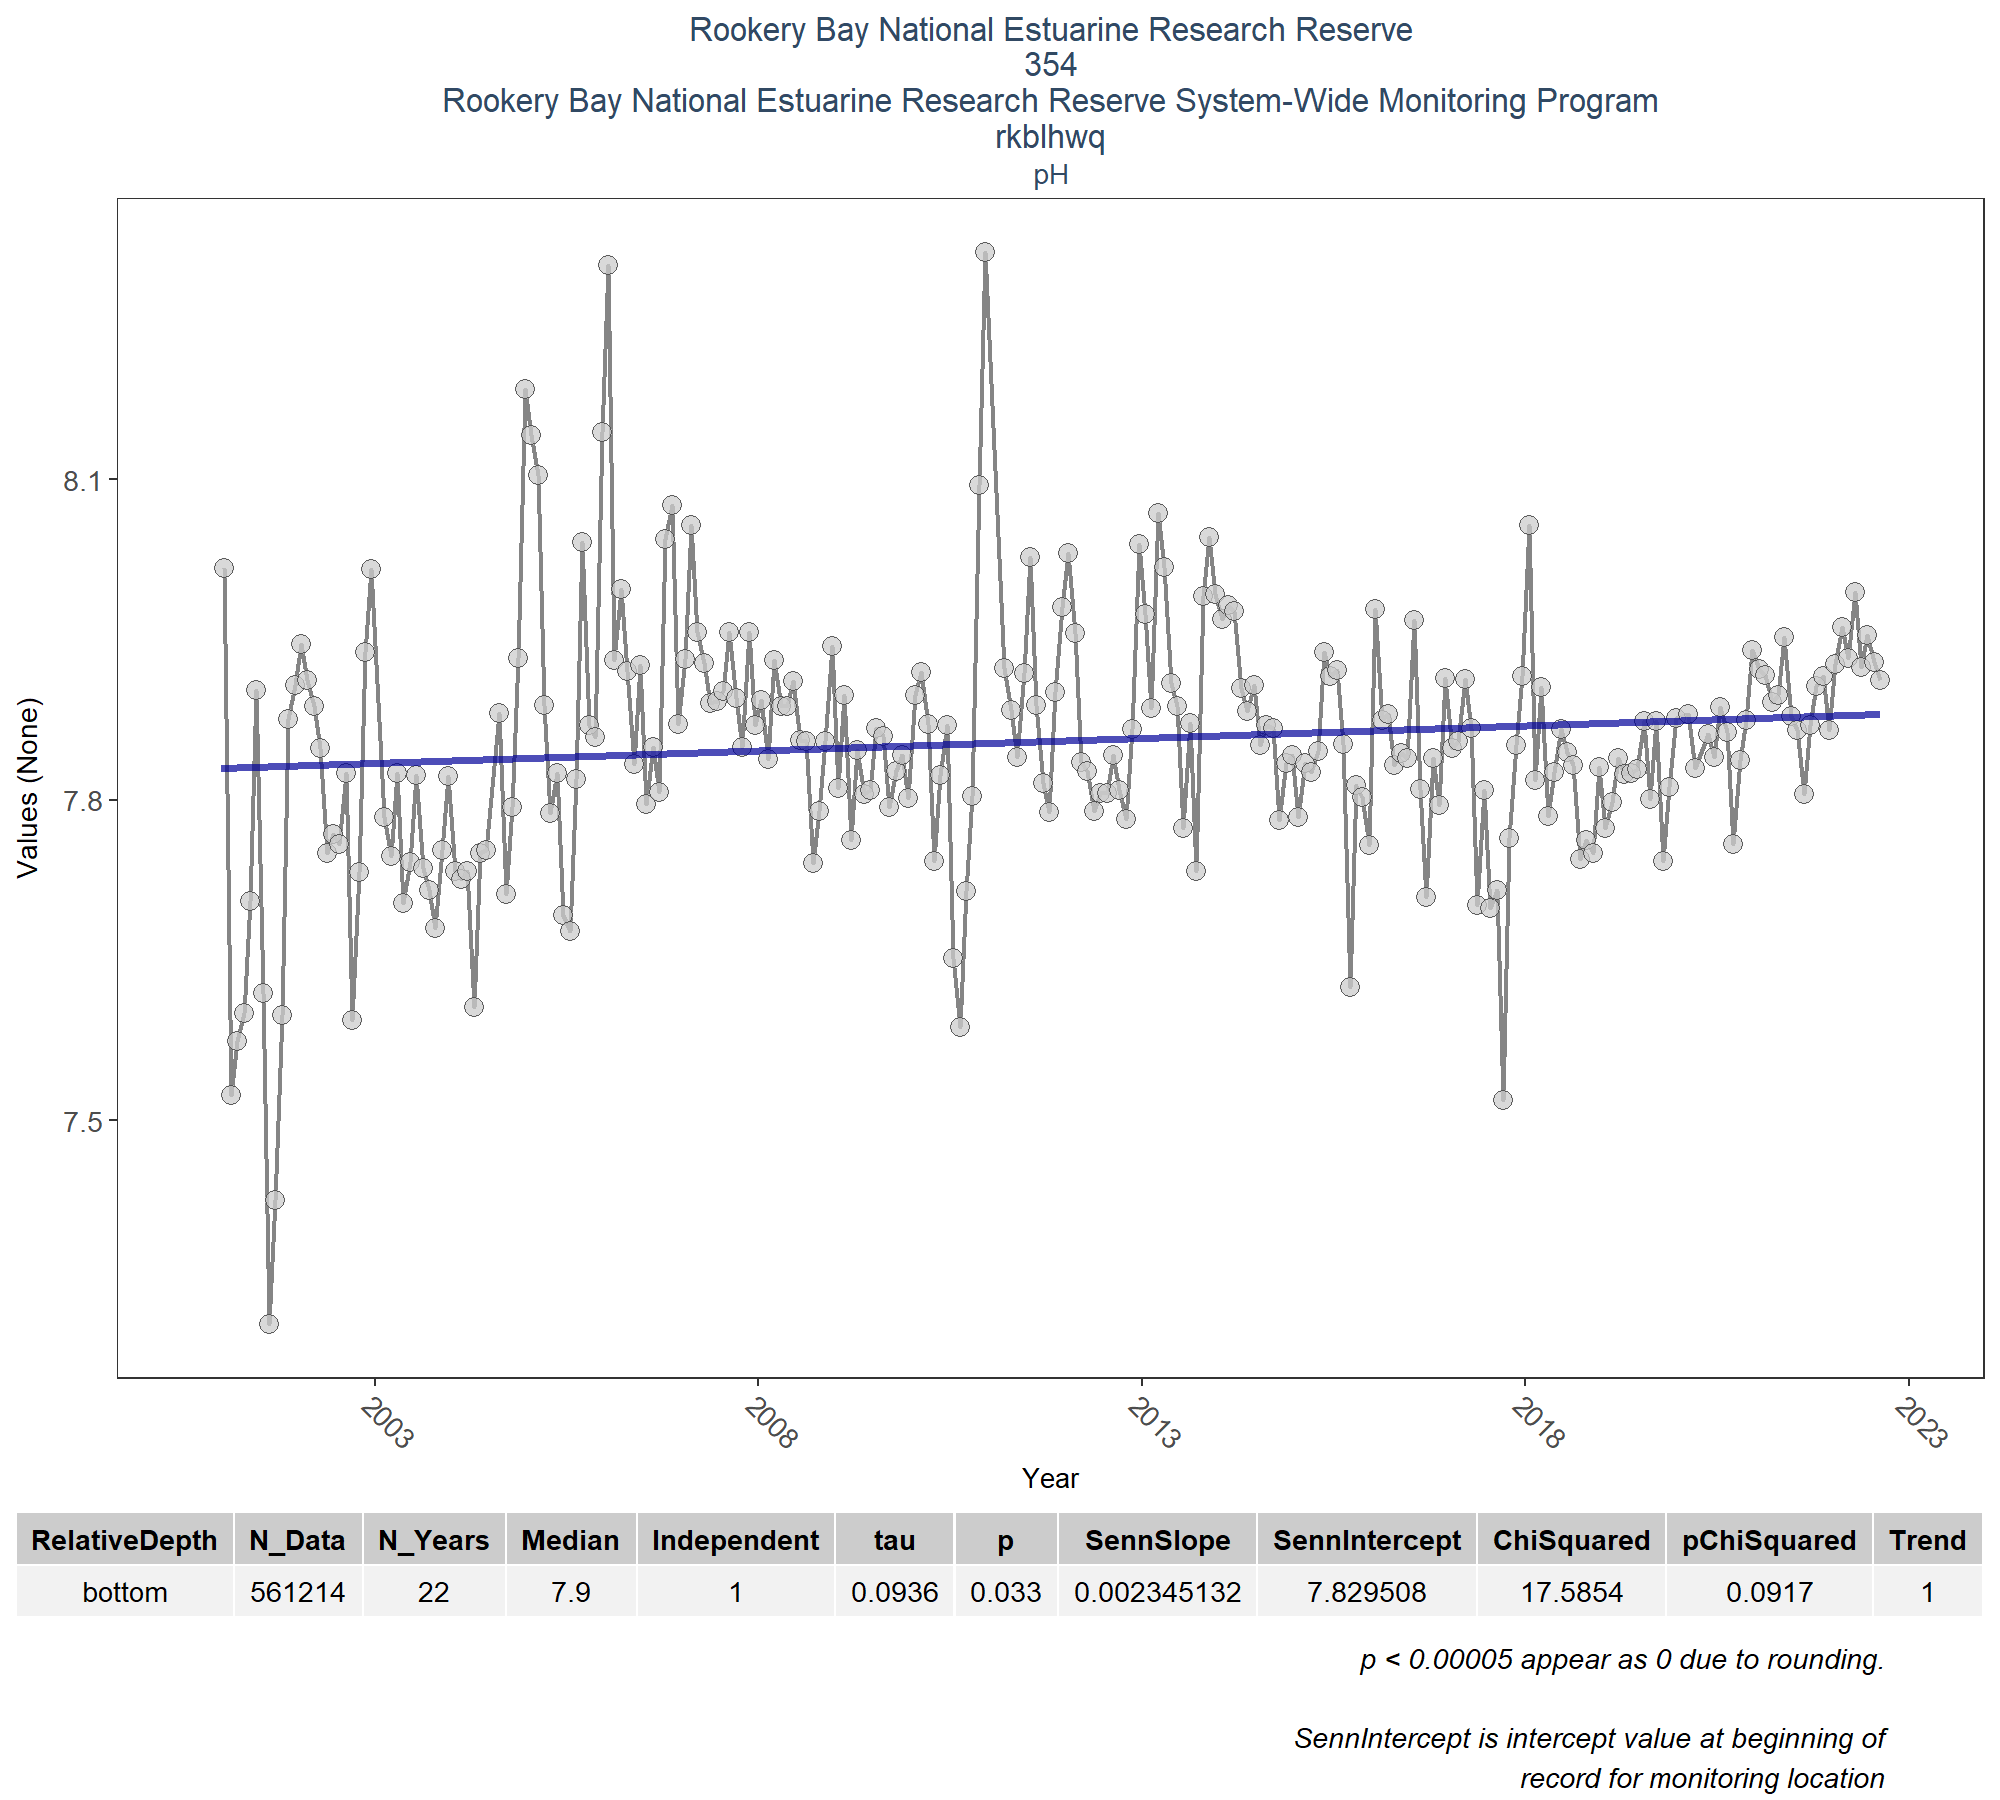 Rookery Bay National Estuarine Research Reserve
354
Rookery Bay National Estuarine Research Reserve System-Wide Monitoring Program
rkblhwq
pH
Values (None)
8.1
7.8
7.5
2003
2008
2013
2018
2023
Year
RelativeDepth N_Data N_Years Median Independent tau p SennSlope SennIntercept ChiSquared pChiSquared Trend
bottom 561214 22 7.9 1 0.0936 0.033 0.002345132 7.829508 17.5854 0.0917 1
p < 0.00005 appear as 0 due to rounding.
SennIntercept is intercept value at beginning of
record for monitoring location